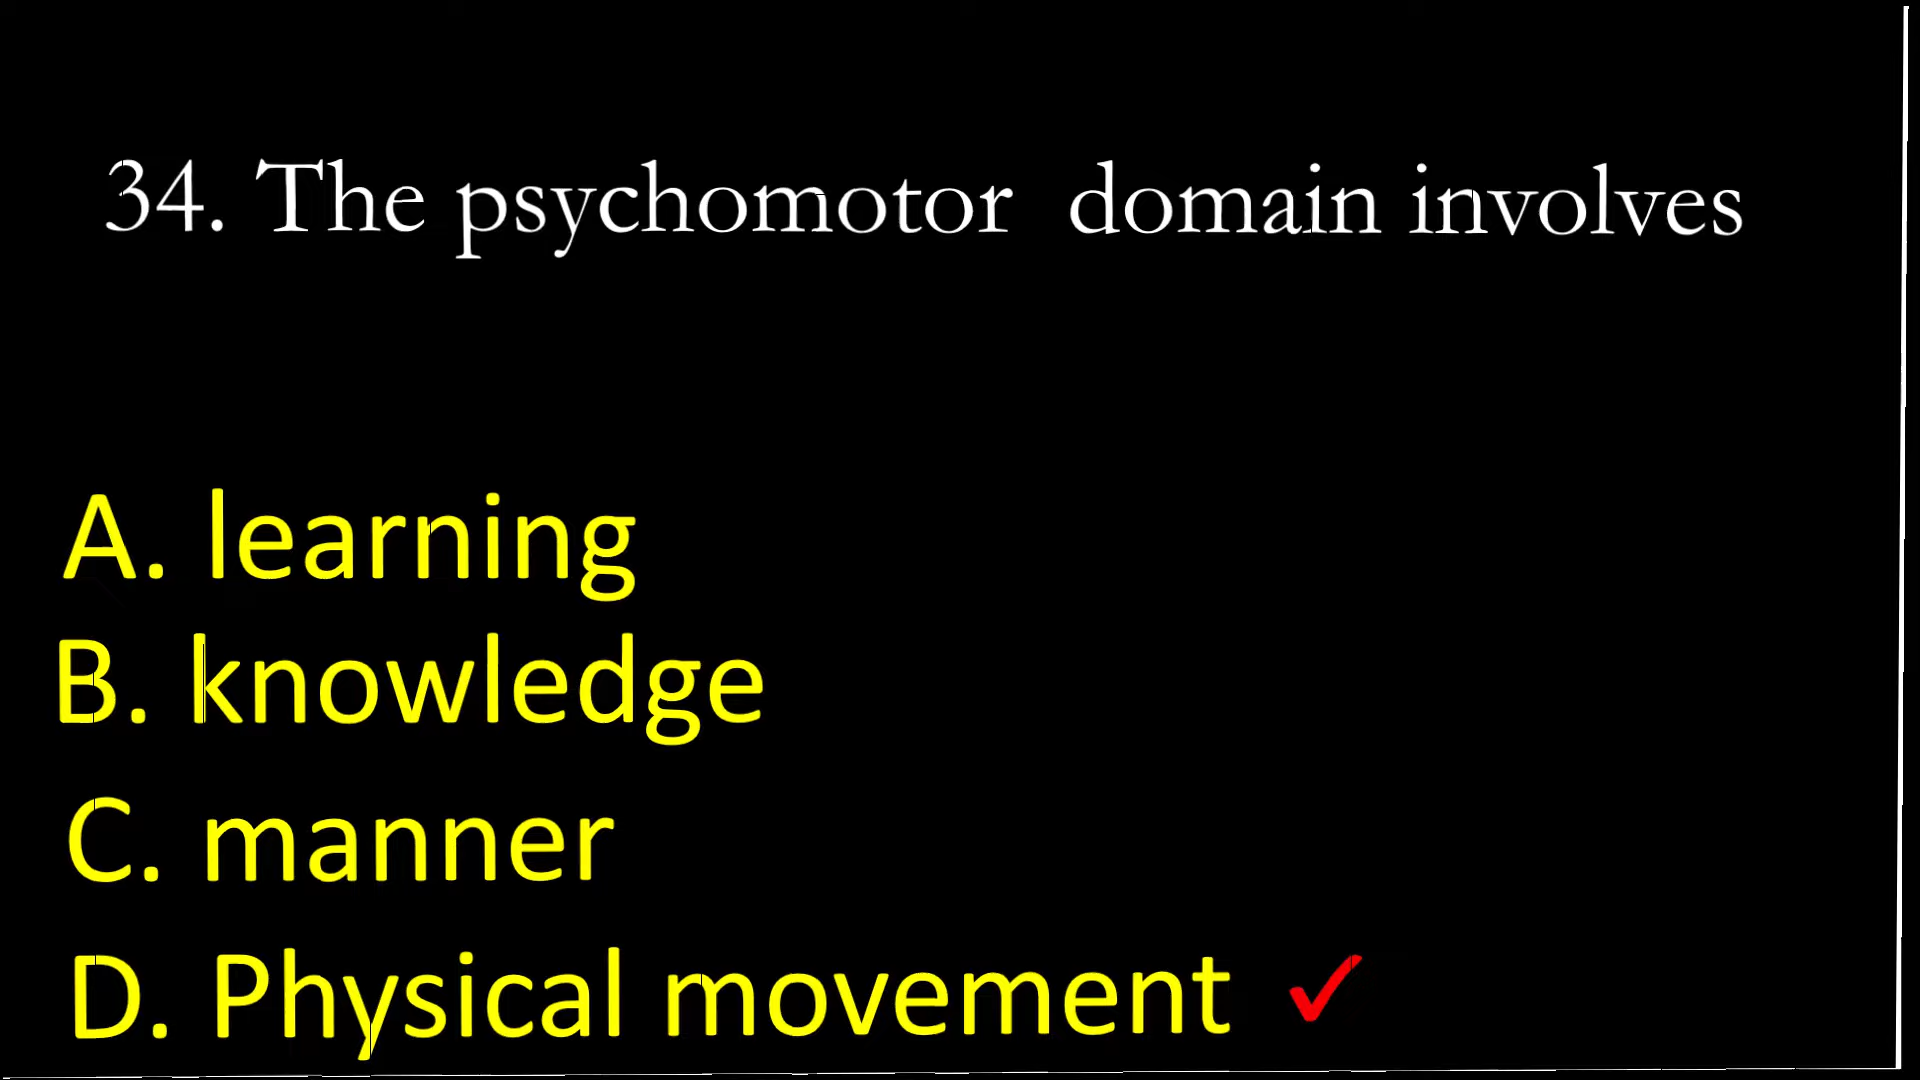 34. The psychomotor  domain involves
A. learning
B. knowledge
C. manner
D. Physical movement ✓